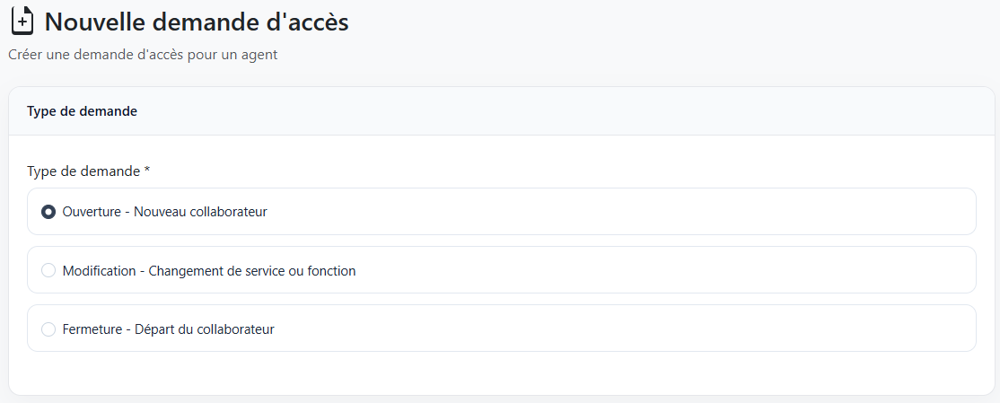 Nouvelle demande d'accès
Créer une demande d'accès pour un agent
Type de demande
Type de demande *
Ouverture - Nouveau collaborateur
Modification - Changement de service ou fonction
Fermeture - Départ du collaborateur